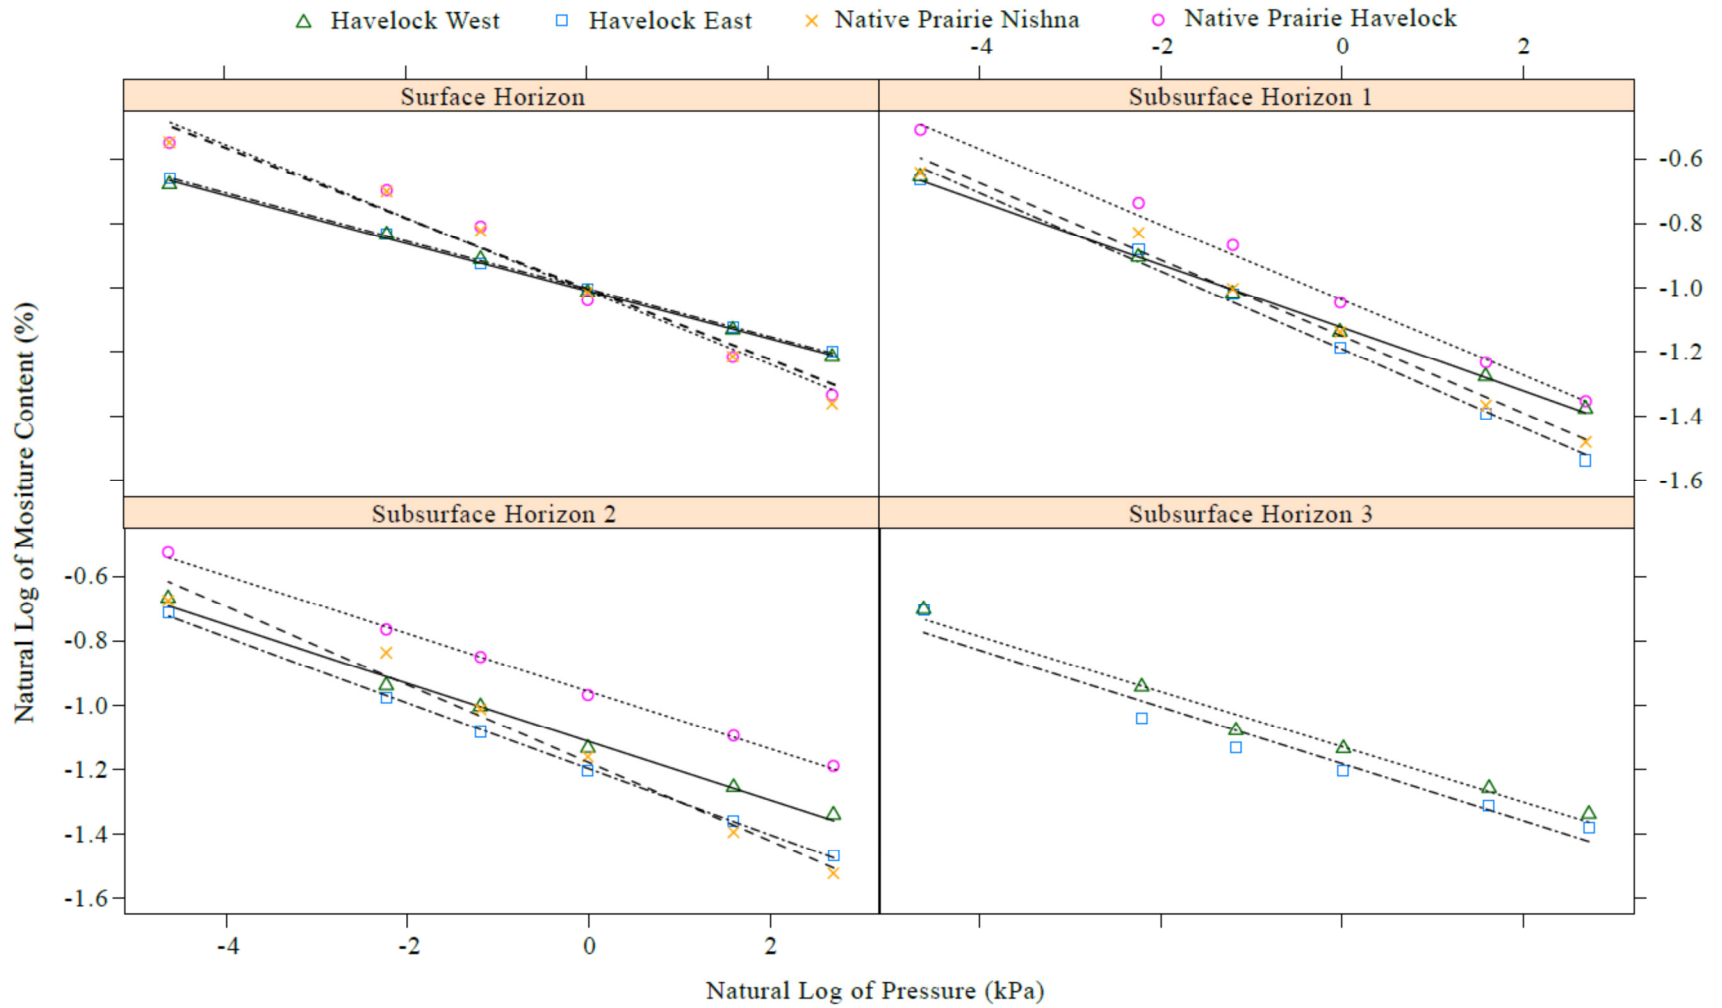 Havelock West Havelock East Native Prairie Nishna Native Prairie Havelock
-4 -2 0 2
Surface Horizon Subsurface Horizon 1
-0.6
-0.8
-1.0
-1.2
-1.4
-1.6
Subsurface Horizon 2 Subsurface Horizon 3
-0.6
-0.8
-1.0
-1.2
-1.4
-1.6
-4 -2 0 2
Natural Log of Mositure Content (%)
Natural Log of Pressure (kPa)